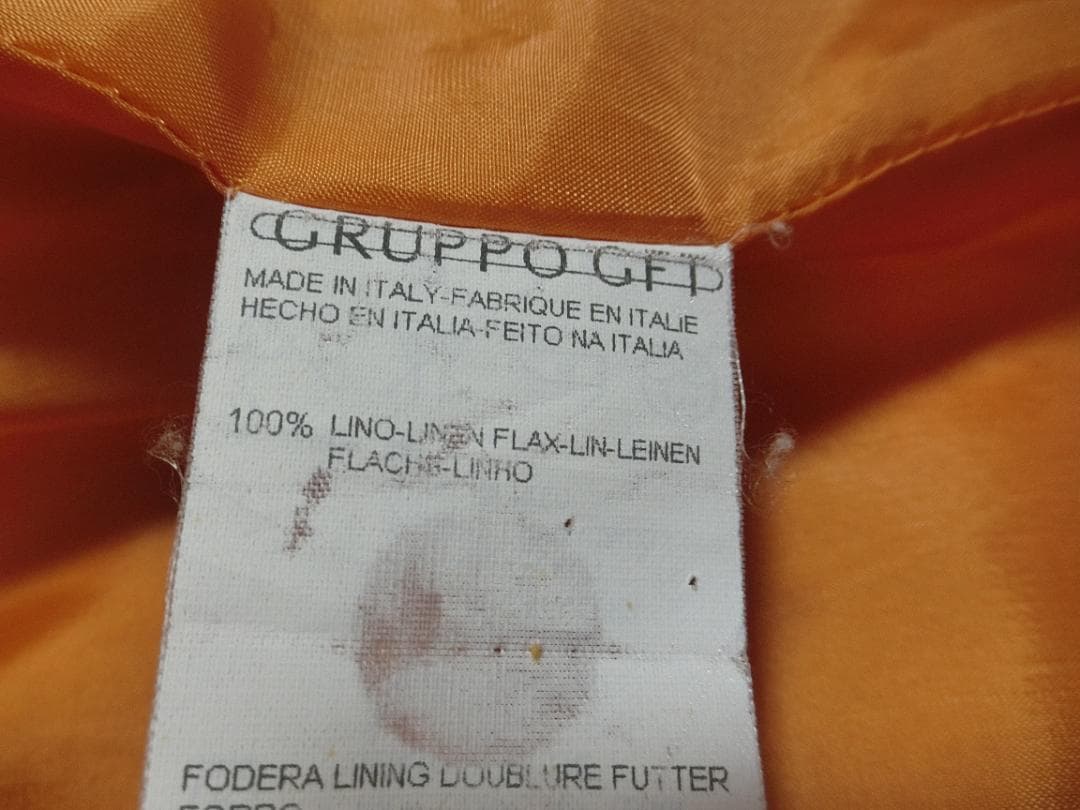 GRUPPO GFT
MADE IN ITALY-FABRIQUE EN ITALIE
HECHO EN ITALIA-FEITO NA ITALIA
100% LINO-LINEN FLAX-LIN-LEINEN
FLACHS-LINHO
FODERA LINING DOUBLURE FUTTER